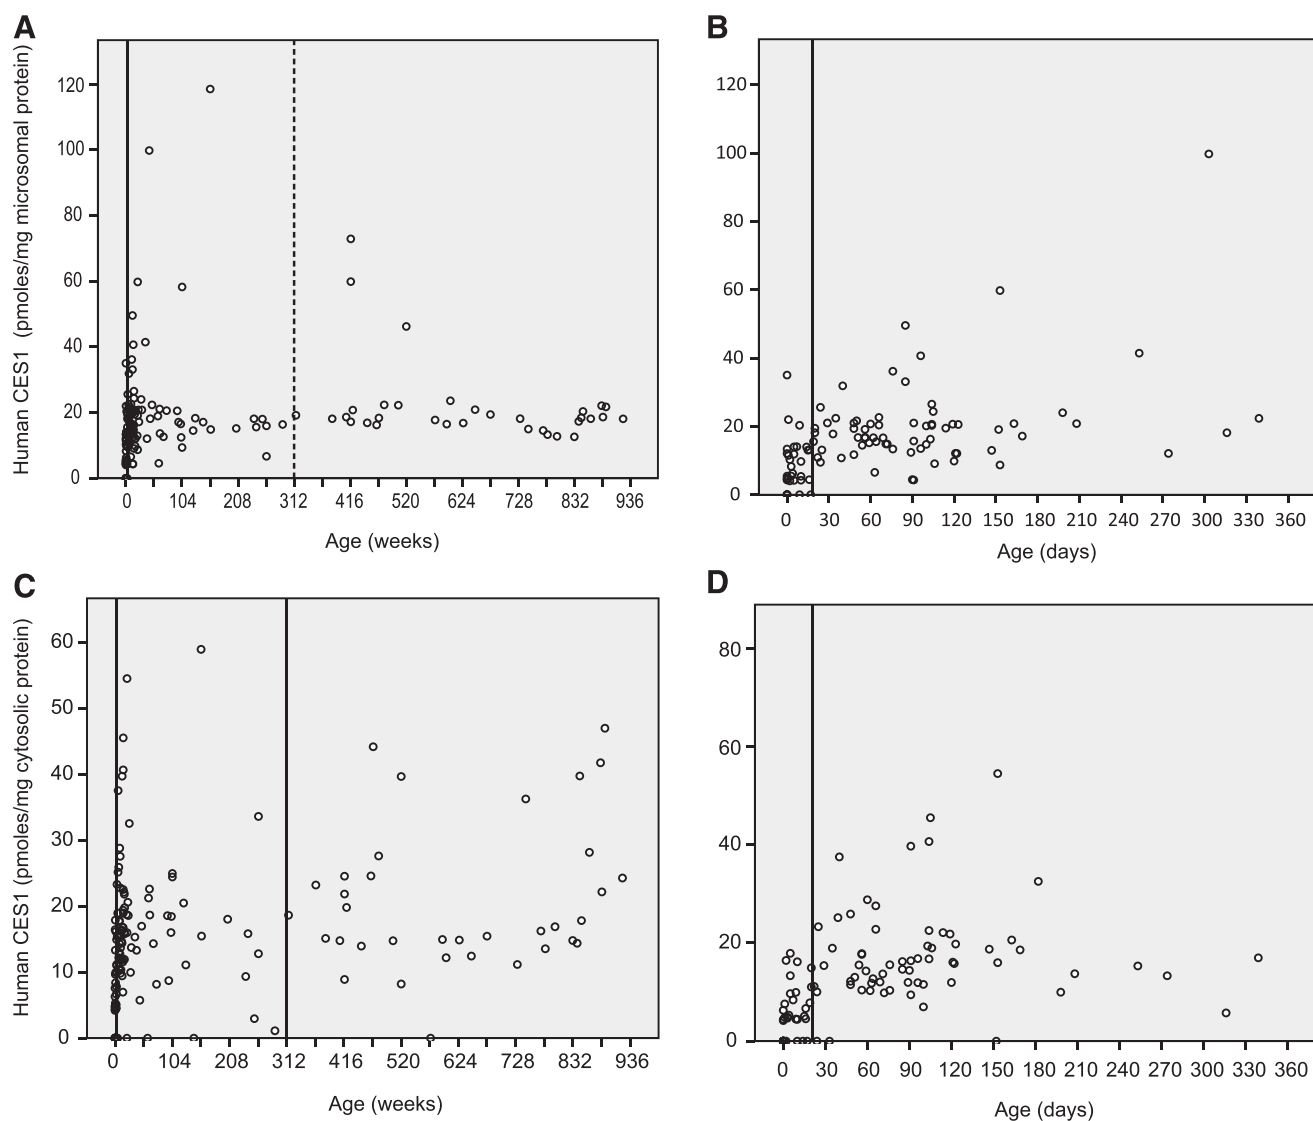 A
Human CES1 (pmoles/mg microsomal protein)
120
100
80
60
40
20
0
0 104 208 312 416 520 624 728 832 936
Age (weeks)
B
120
100
80
60
40
20
0
0 30 60 90 120 150 180 210 240 270 300 330 360
Age (days)
C
Human CES1 (pmoles/mg cytosolic protein)
60
50
40
30
20
10
0
0 104 208 312 416 520 624 728 832 936
Age (weeks)
D
80
60
40
20
0
0 30 60 90 120 150 180 210 240 270 300 330 360
Age (days)